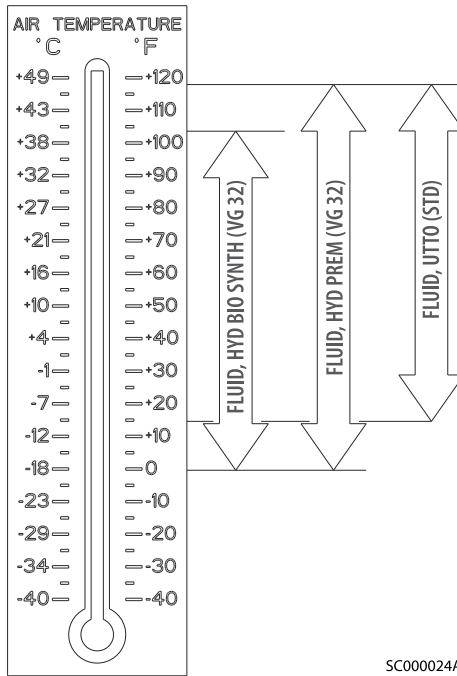 AIR TEMPERATURE
°C °F
+49 +120
+43 +110
+38 +100
+32 +90
+27 +80
+21 +70
+16 +60
+10 +50
+4 +40
-1 +30
-7 +20
-12 +10
-18 0
-23 -10
-29 -20
-34 -30
-40 -40
FLUID, HYD BIO SYNTH (VG 32)
FLUID, HYD PREM (VG 32)
FLUID, UTTO (STD)
SC000024A